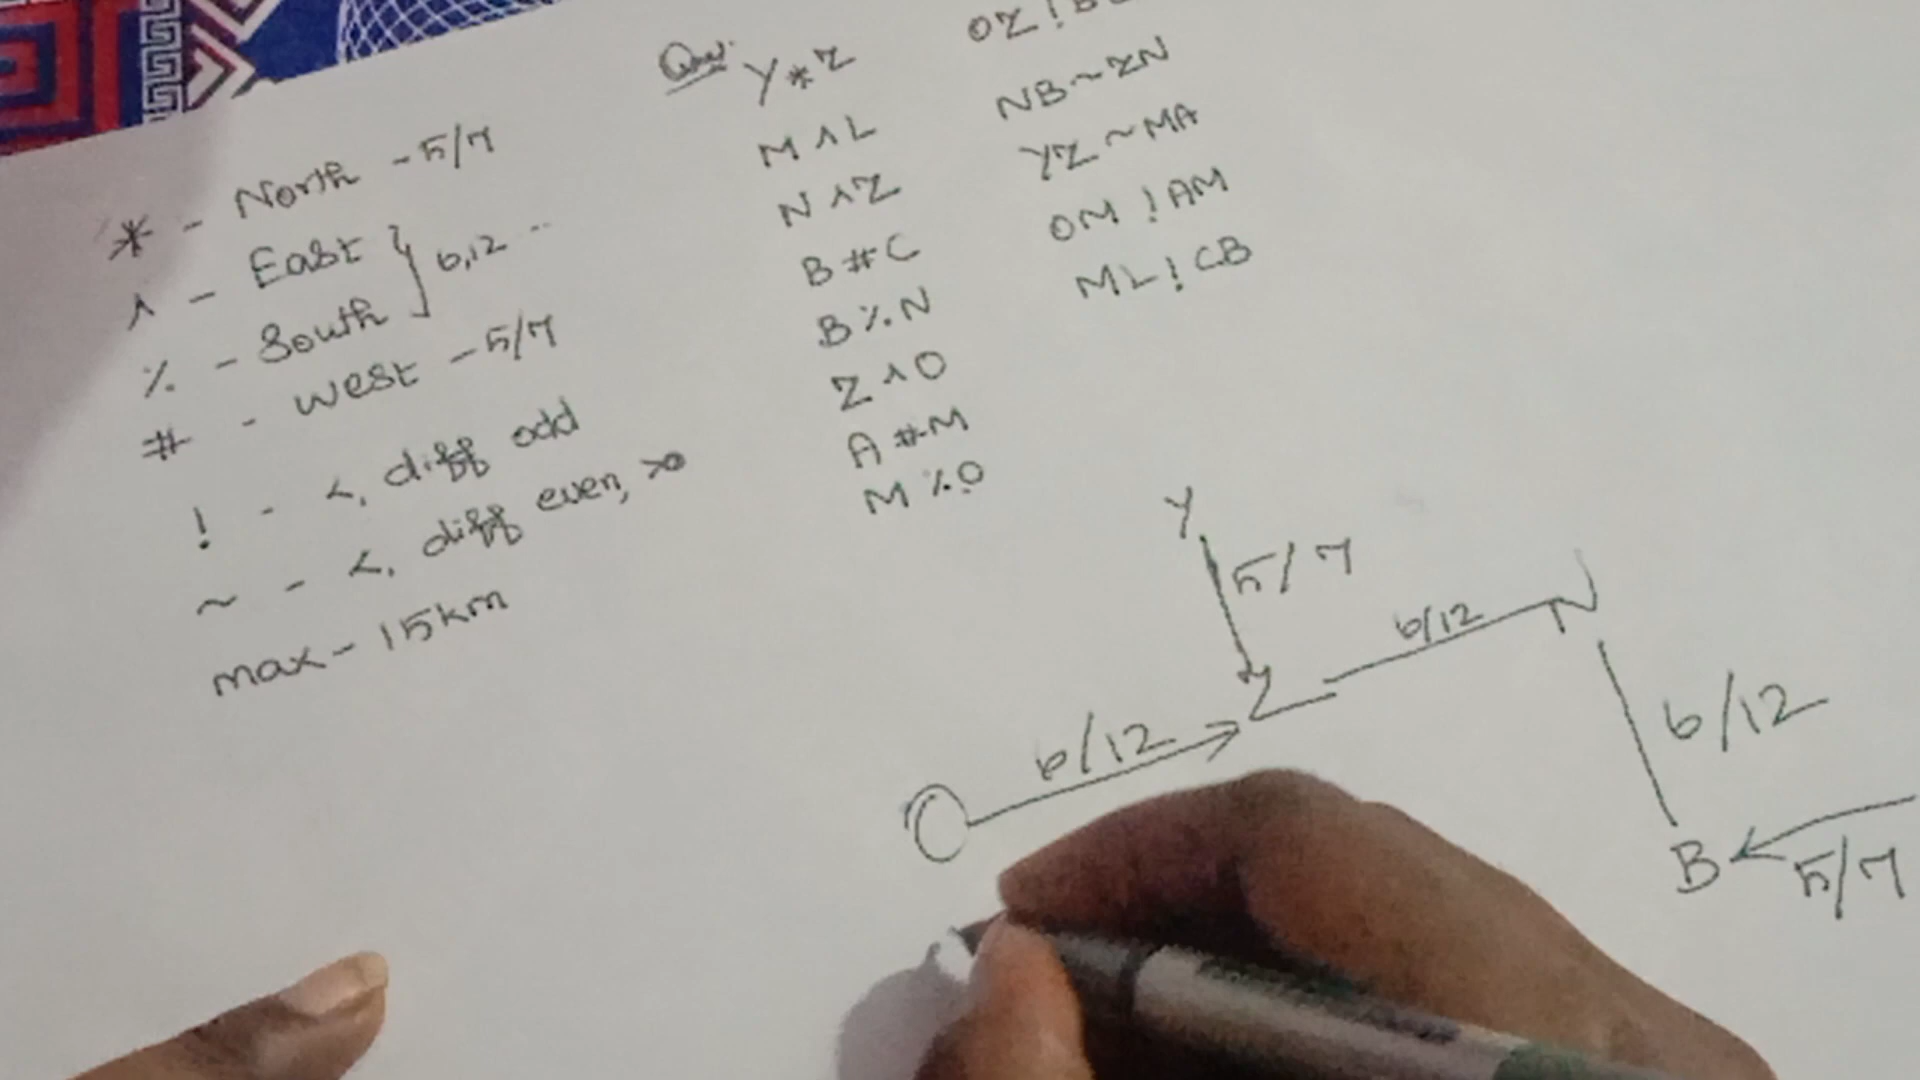 * - North - 5/7
∧ - East } 6,12 ..
% - South
# - West - 5/7
! - <, diff odd
~ - <, diff even, >0
max - 15km
Que:
Y * Z
M ∧ L
N ∧ Z
B # C
B % N
Z ∧ O
A # M
M % O
OZ ! B
NB ~ ZN
YZ ~ MA
OM ! AM
ML ! CB
Y
5/7
Z
6/12
N
6/12
O
6/12
B
5/7